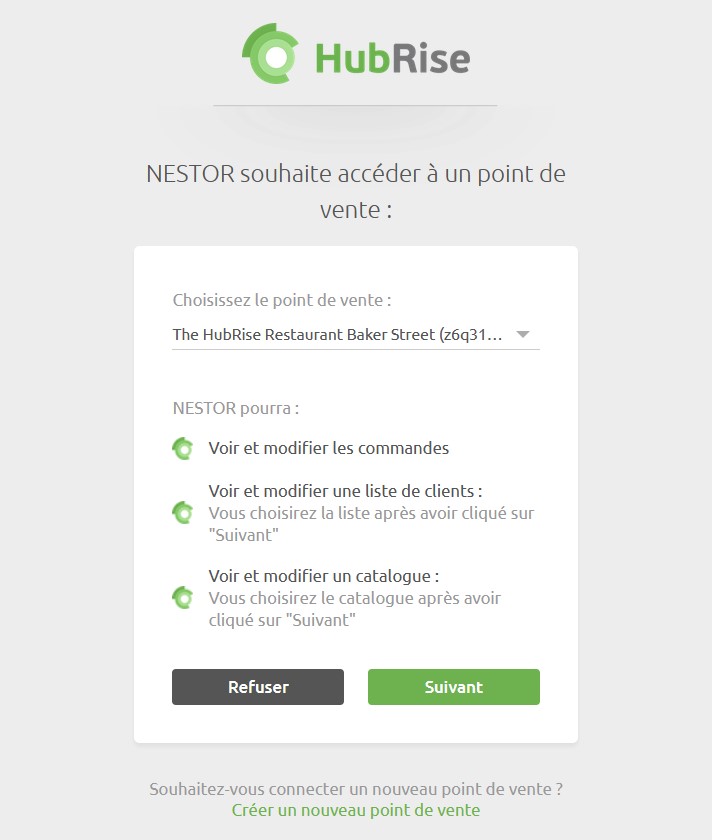 HubRise
NESTOR souhaite accéder à un point de
vente :
Choisissez le point de vente :
The HubRise Restaurant Baker Street (z6q31...
NESTOR pourra :
Voir et modifier les commandes
Voir et modifier une liste de clients :
Vous choisirez la liste après avoir cliqué sur
"Suivant"
Voir et modifier un catalogue :
Vous choisirez le catalogue après avoir
cliqué sur "Suivant"
Refuser
Suivant
Souhaitez-vous connecter un nouveau point de vente ?
Créer un nouveau point de vente